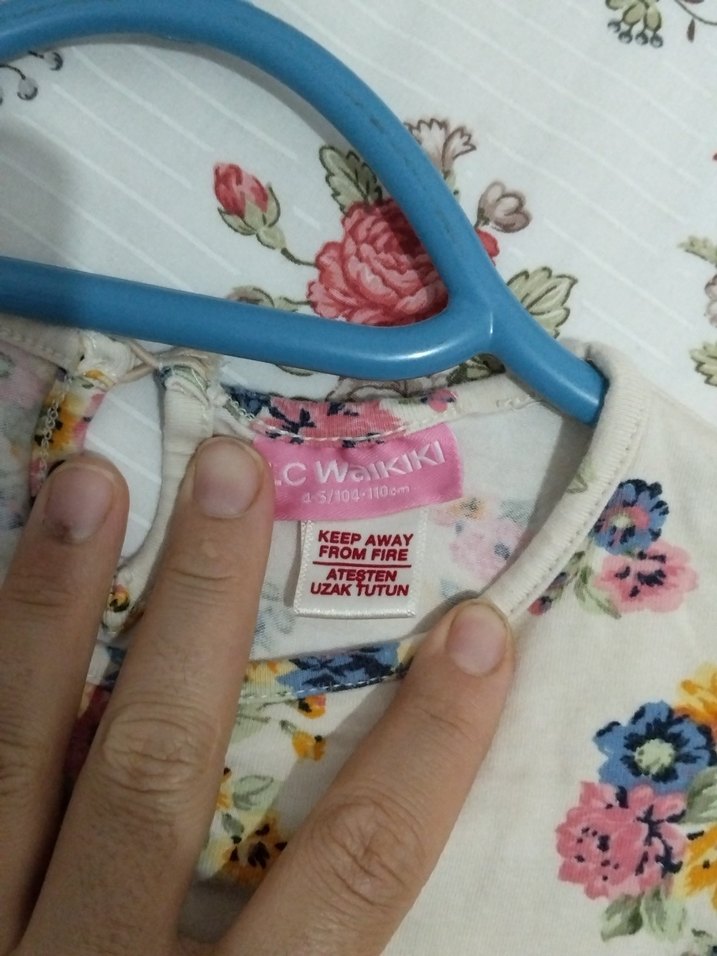 LC Waikiki
4-5/104-110cm
KEEP AWAY
FROM FIRE
ATEŞTEN
UZAK TUTUN